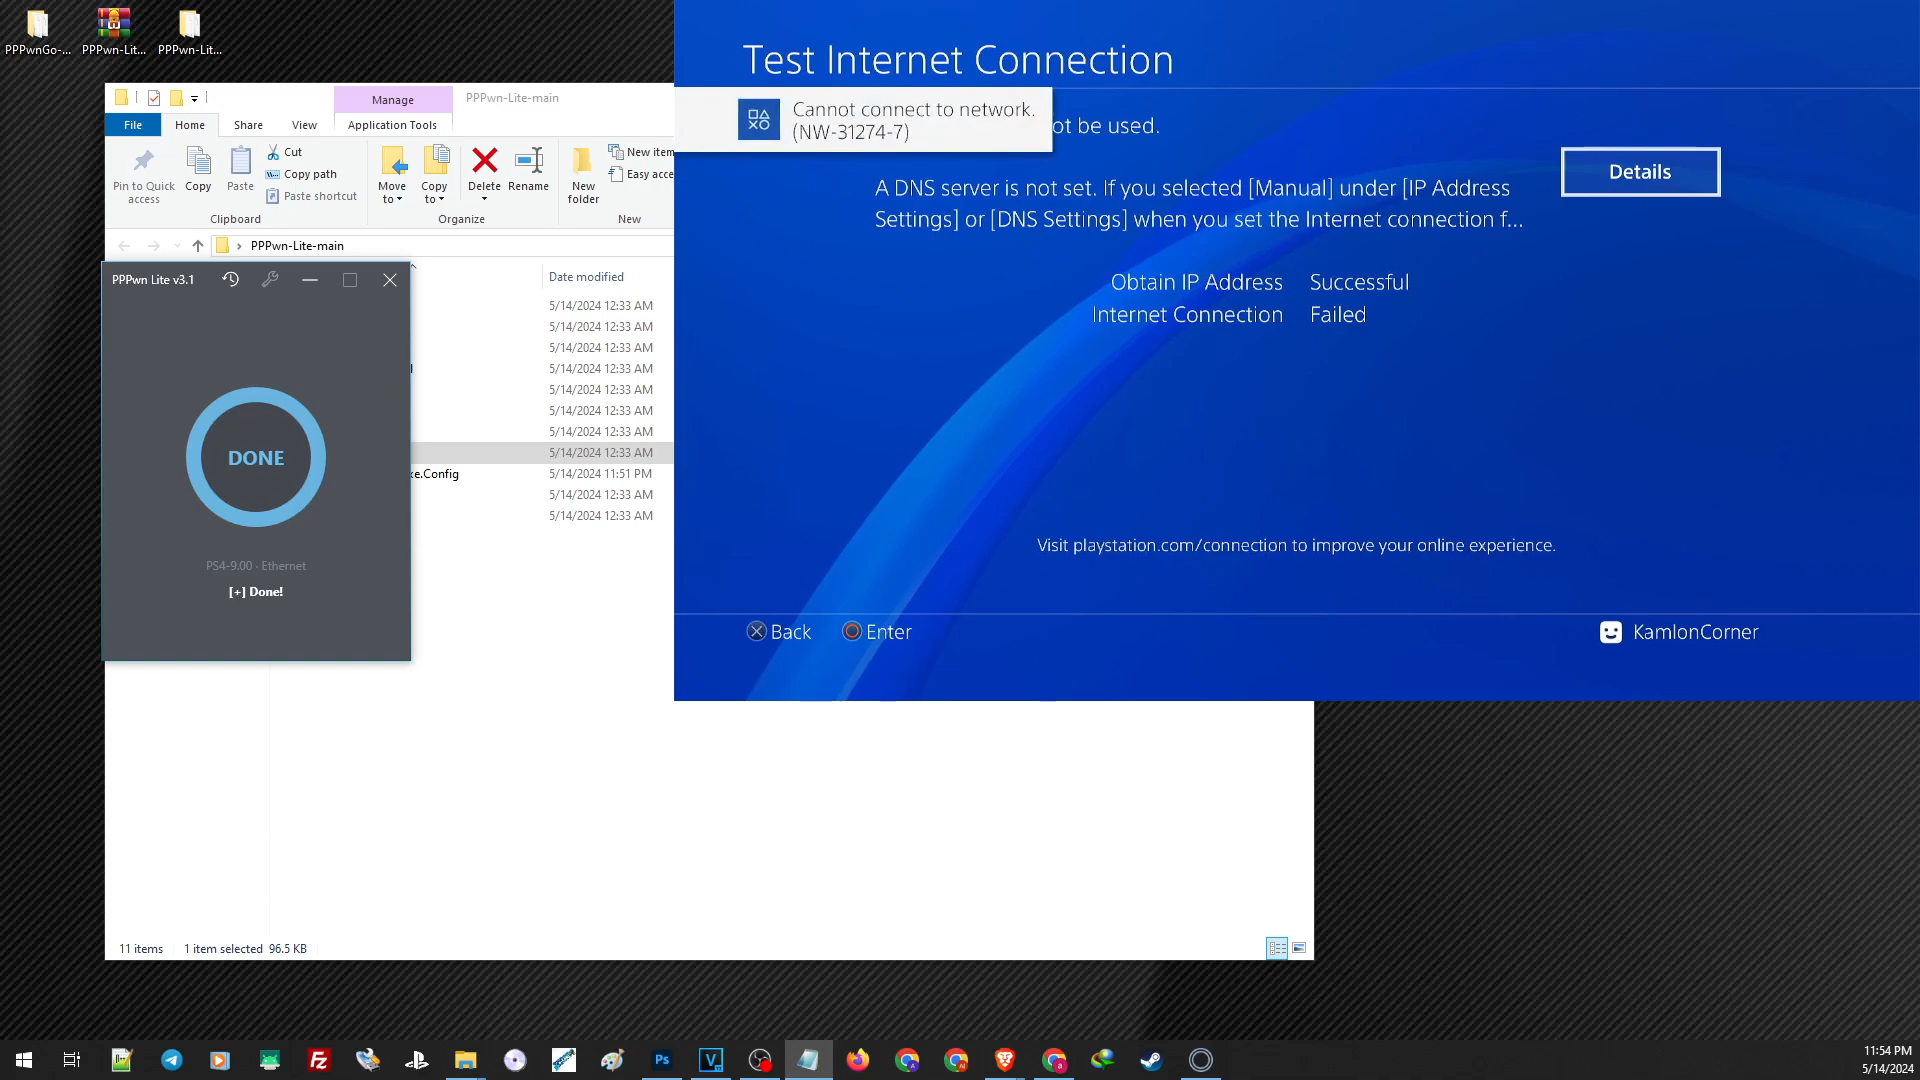 PPPwnGo-...
PPPwn-Lit...
PPPwn-Lit...
Manage
PPPwn-Lite-main
File
Home
Share
View
Application Tools
Pin to Quick
access
Copy
Paste
Cut
Copy path
Paste shortcut
Move
to
Copy
to
Delete
Rename
New
folder
New item
Easy acce
Clipboard
Organize
New
PPPwn-Lite-main
Date modified
5/14/2024 12:33 AM
5/14/2024 12:33 AM
5/14/2024 12:33 AM
5/14/2024 12:33 AM
5/14/2024 12:33 AM
5/14/2024 12:33 AM
5/14/2024 12:33 AM
5/14/2024 12:33 AM
xe.Config
5/14/2024 11:51 PM
5/14/2024 12:33 AM
5/14/2024 12:33 AM
11 items
1 item selected 96.5 KB
PPPwn Lite v3.1
DONE
PS4-9.00 - Ethernet
[+] Done!
Test Internet Connection
Cannot connect to network.
(NW-31274-7)
ot be used.
A DNS server is not set. If you selected [Manual] under [IP Address
Settings] or [DNS Settings] when you set the Internet connection f...
Details
Obtain IP Address Successful
Internet Connection Failed
Visit playstation.com/connection to improve your online experience.
Back
Enter
KamlonCorner
Fz
Ps
V
11:54 PM
5/14/2024